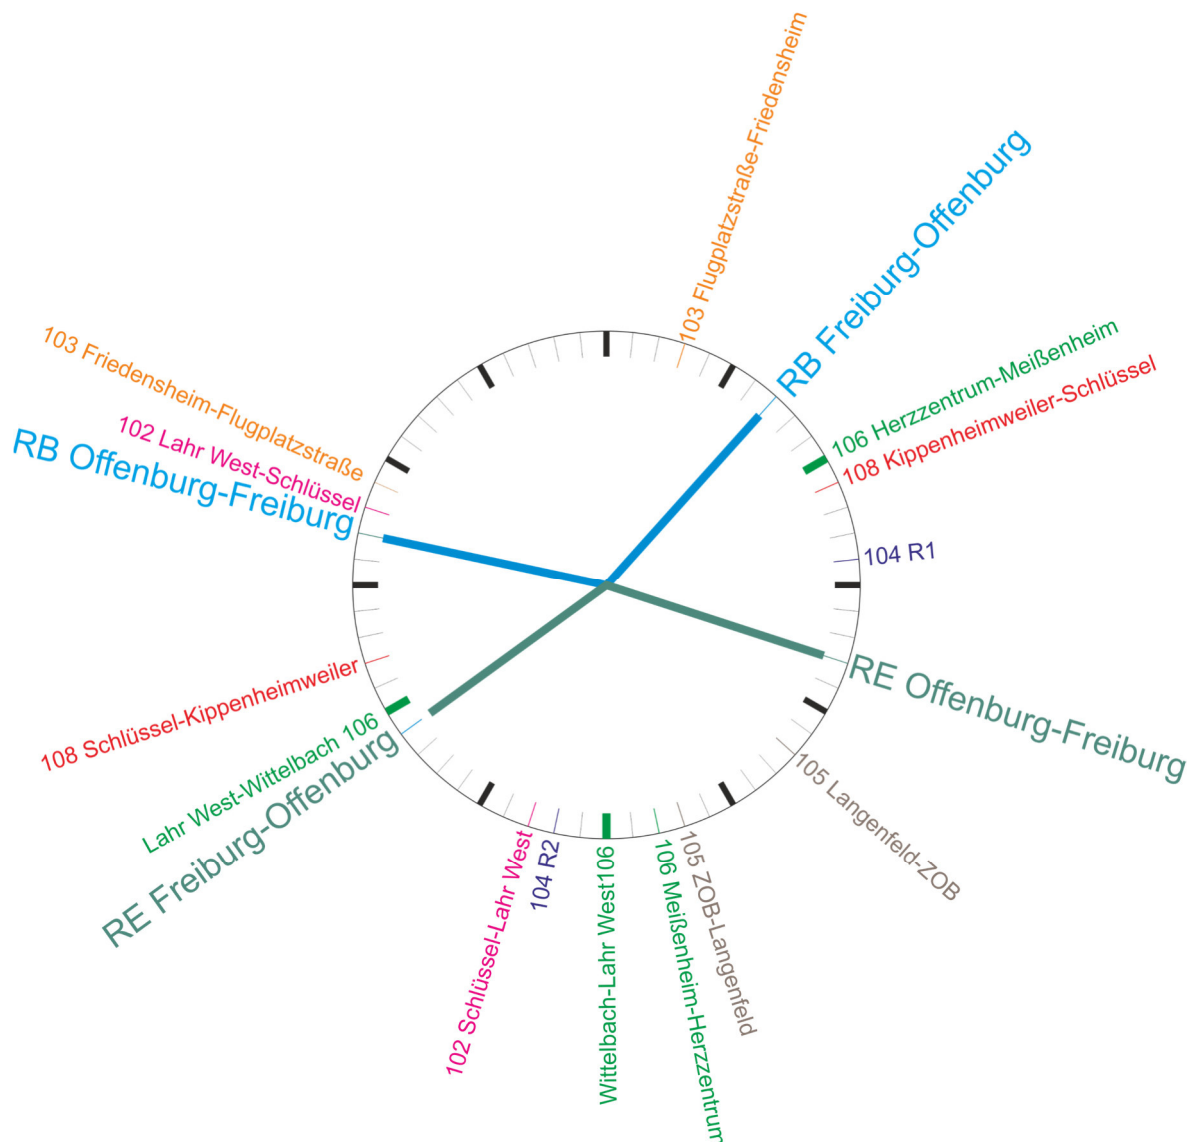 103 Flugplatzstraße-Friedensheim
RB Freiburg-Offenburg
106 Herzzentrum-Meißenheim
108 Kippenheimweiler-Schlüssel
104 R1
RE Offenburg-Freiburg
105 Langenfeld-ZOB
105 ZOB-Langenfeld
106 Meißenheim-Herzzentrum
Wittelbach-Lahr West106
104 R2
102 Schlüssel-Lahr West
RE Freiburg-Offenburg
Lahr West-Wittelbach 106
108 Schlüssel-Kippenheimweiler
RB Offenburg-Freiburg
102 Lahr West-Schlüssel
103 Friedensheim-Flugplatzstraße